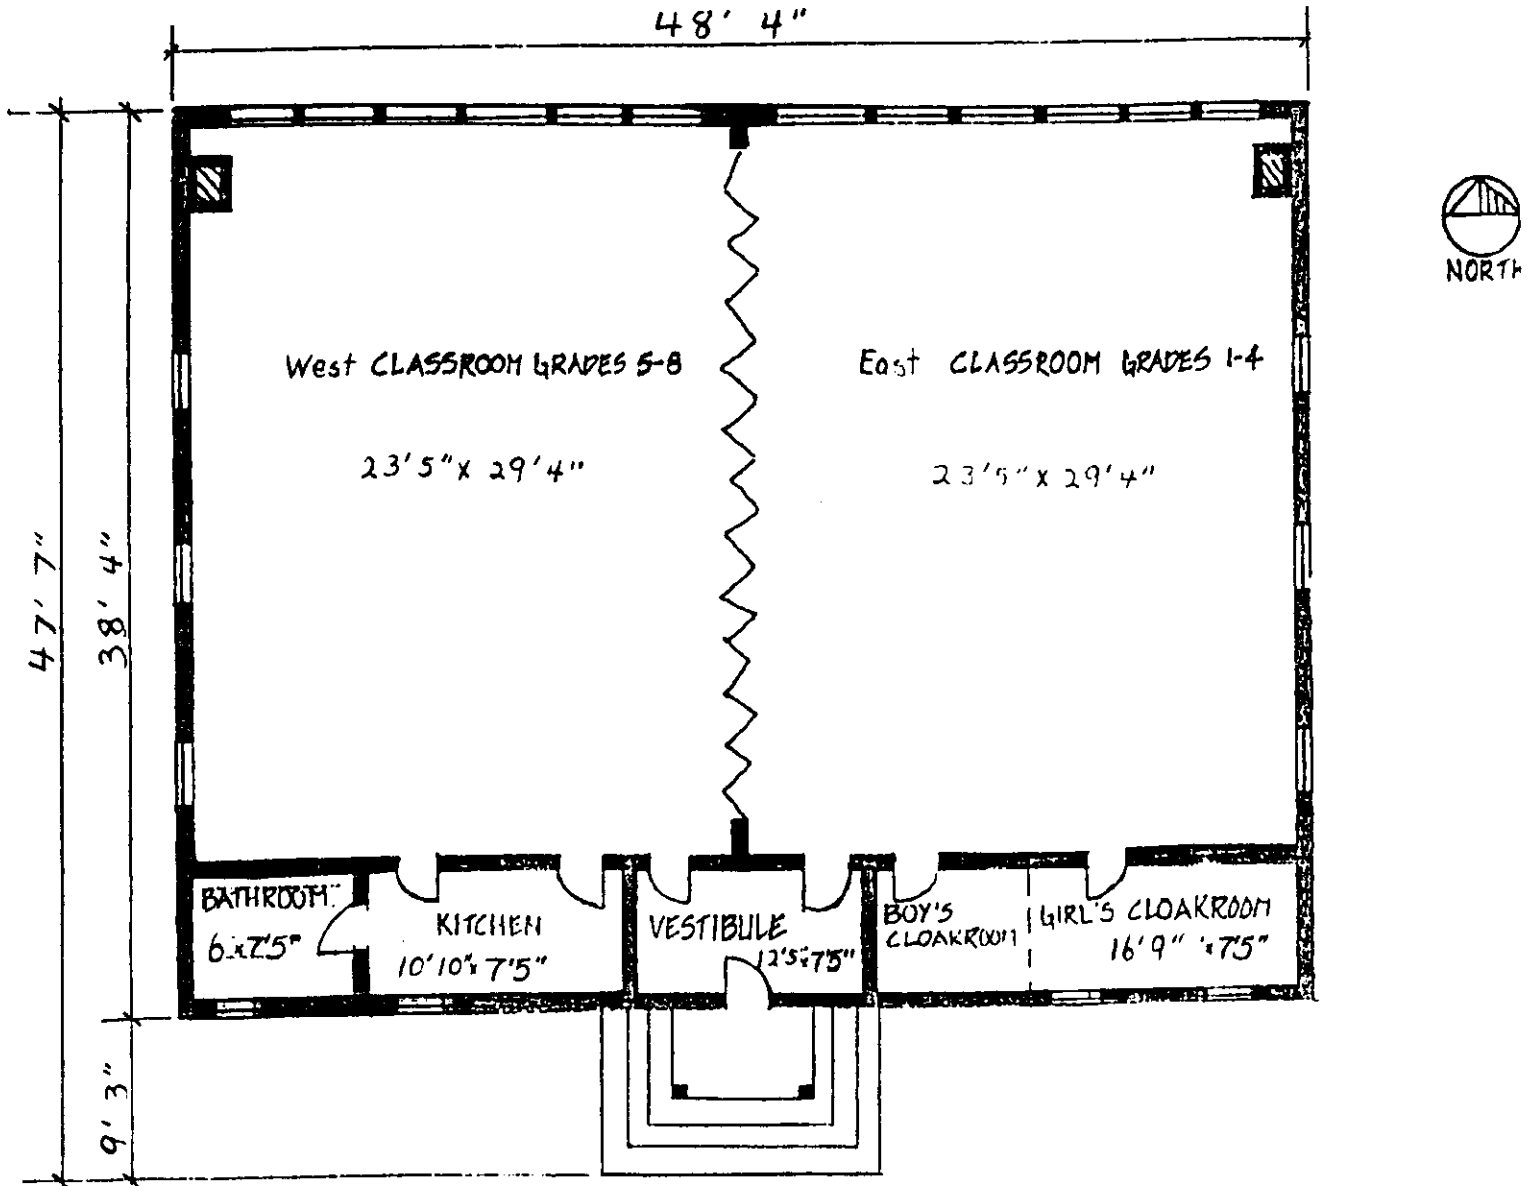 48' 4"
NORTH
West CLASSROOM GRADES 5-8
East CLASSROOM GRADES 1-4
23'5" x 29'4"
23'5" x 29'4"
47' 7"
38' 4"
BATHROOM
6 x 7'5"
KITCHEN
10'10" x 7'5"
VESTIBULE
12'5 x 7'5"
BOY'S
CLOAKROOM
GIRL'S CLOAKROOM
16'9" x 7'5"
9' 3"